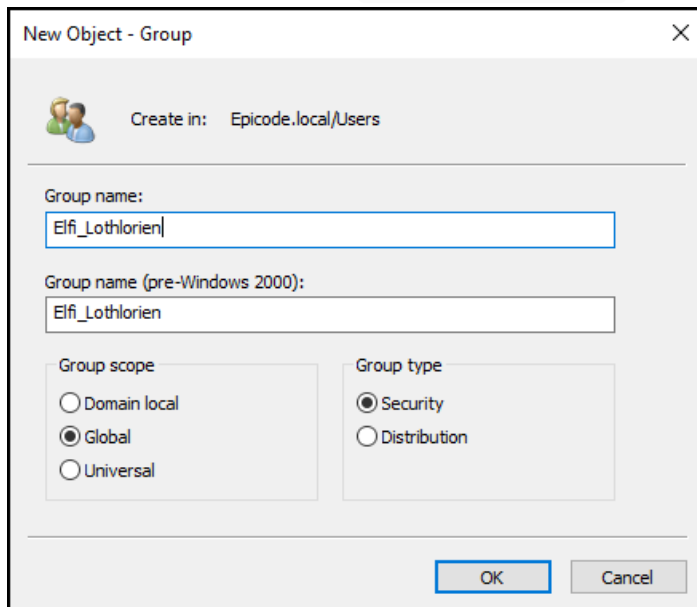 New Object - Group
Create in: Epicode.local/Users
Group name:
Elfi_Lothlorien
Group name (pre-Windows 2000):
Elfi_Lothlorien
Group scope
Domain local
Global
Universal
Group type
Security
Distribution
OK
Cancel